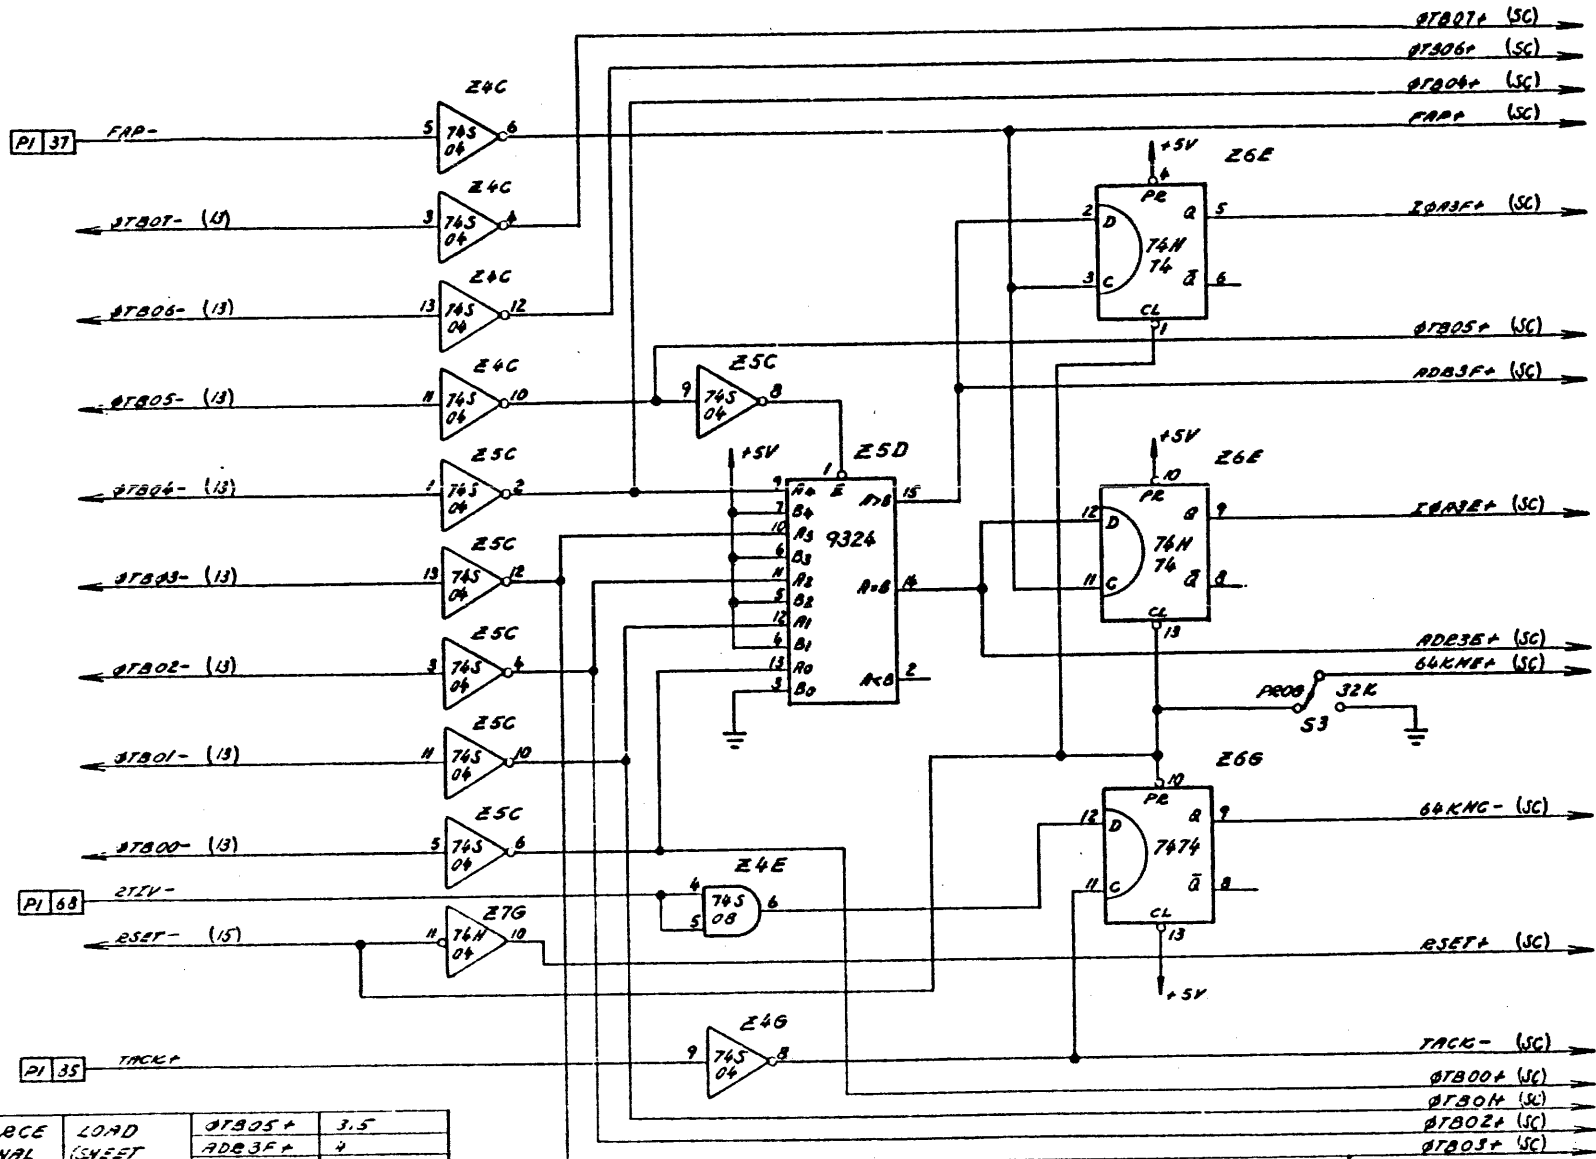 ØTB07+ (SC)
ØTB06+ (SC)
ØTB04+ (SC)
FAP+ (SC)
P1 37 FAP-
Z4C
5 74S 04 6
+5V
Z6E
4
PR
2 D Q 5
IØA3F+ (SC)
74H 74
3 C Q̄ 6
CL
1
ØTB07- (13)
Z4C
3 74S 04 4
ØTB06- (13)
Z4C
13 74S 04 12
ØTB05+ (SC)
ØTB05- (13)
Z4C
11 74S 04 10
Z5C
9 74S 04 8
ADB3F+ (SC)
ØTB04- (13)
Z5C
1 74S 04 2
+5V
Z5D
1 E
9 A4
7 B4
10 A3
6 B3
11 A2
5 B2
12 A1
4 B1
13 A0
3 B0
9324
A>B 15
A=B 14
A<B 2
+5V
Z6E
10
PR
12 D Q 9
IØA3E+ (SC)
74H 74
11 C Q̄ 8
CL
13
ØTB03- (13)
Z5C
13 74S 04 12
ØTB02- (13)
Z5C
3 74S 04 4
ADB3E+ (SC)
64KME+ (SC)
PROG 32K
S3
ØTB01- (13)
Z5C
11 74S 04 10
Z6G
10
PR
12 D Q 9
64KMC- (SC)
7474
11 C Q̄ 8
CL
13
+5V
ØTB00- (13)
Z5C
5 74S 04 6
P1 68
Z4E
4
5 74S 08 6
RSET- (15)
Z7G
11 74H 04 10
RSET+ (SC)
P1 35 TACK+
Z4G
9 74S 04 8
TACK- (SC)
ØTB00+ (SC)
ØTB01+ (SC)
ØTB02+ (SC)
ØTB03+ (SC)
LOAD ØTB05+ 3.5
(SHEET ADB3F+ 4